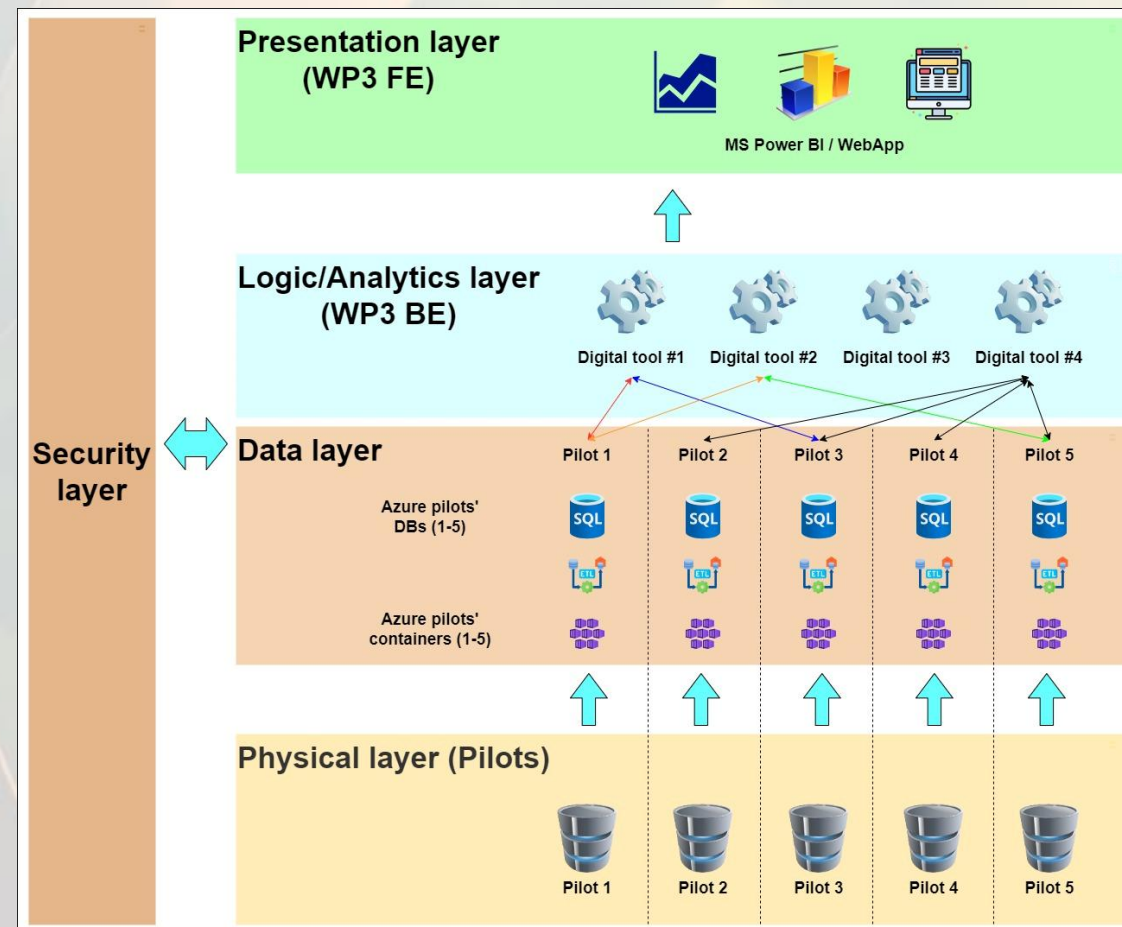 Security
layer
Presentation layer
(WP3 FE)
MS Power BI / WebApp
Logic/Analytics layer
(WP3 BE)
Digital tool #1 Digital tool #2 Digital tool #3 Digital tool #4
Data layer
Pilot 1 Pilot 2 Pilot 3 Pilot 4 Pilot 5
Azure pilots'
DBs (1-5)
SQL SQL SQL SQL SQL
ETL ETL ETL ETL ETL
Azure pilots'
containers (1-5)
Physical layer (Pilots)
Pilot 1 Pilot 2 Pilot 3 Pilot 4 Pilot 5